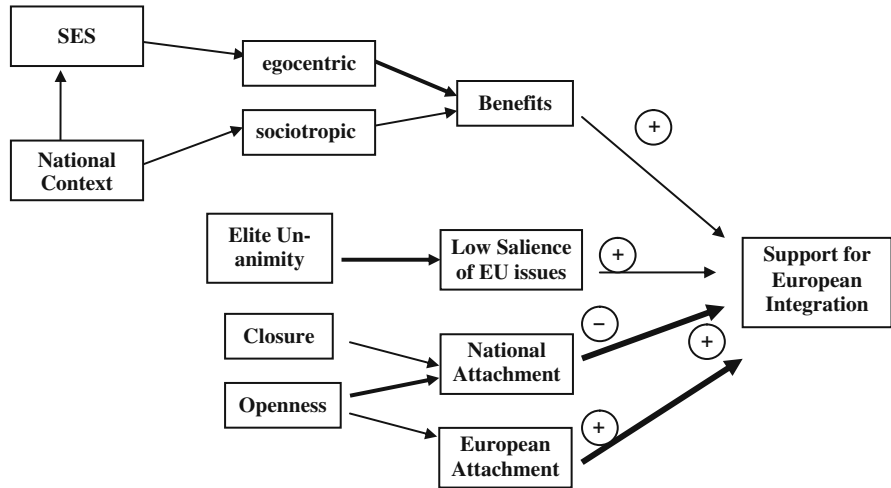 SES
egocentric
Benefits
+
sociotropic
National
Context
Elite Un-
animity
Low Salience
of EU issues
+
Support for
European
Integration
Closure
−
National
Attachment
+
Openness
European
Attachment
+